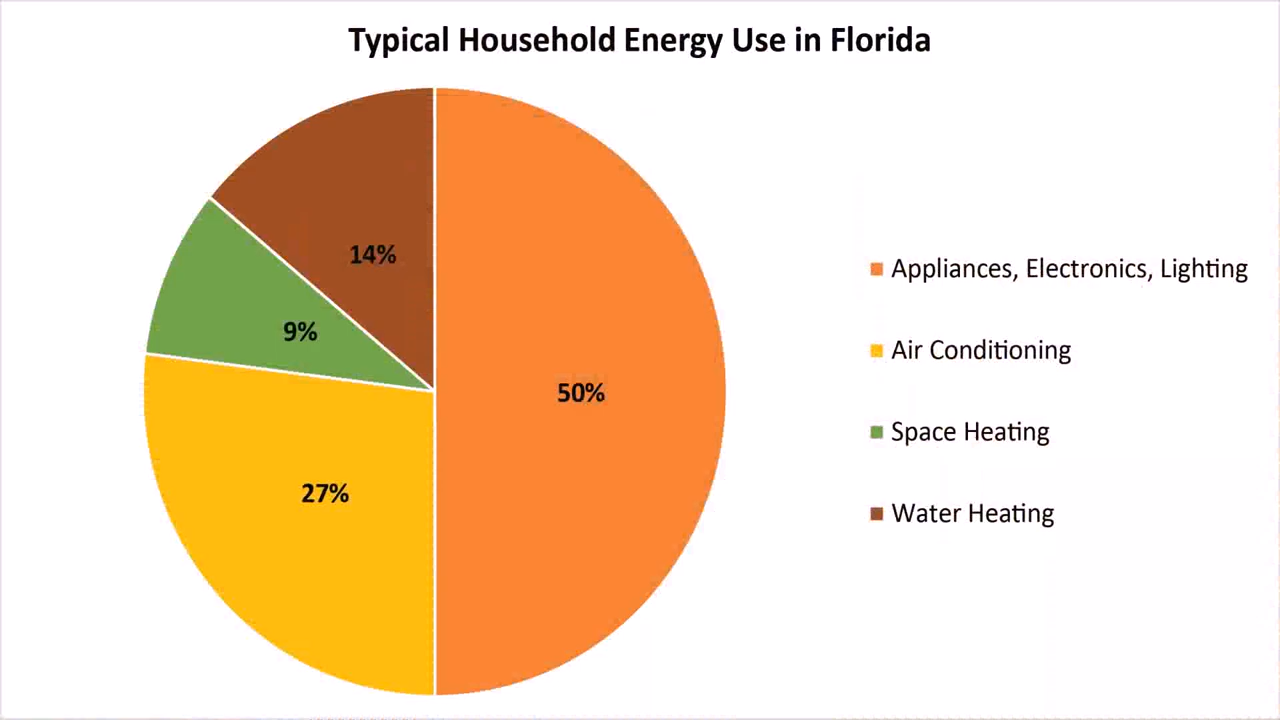 Typical Household Energy Use in Florida
14%
9%
50%
27%
Appliances, Electronics, Lighting
Air Conditioning
Space Heating
Water Heating